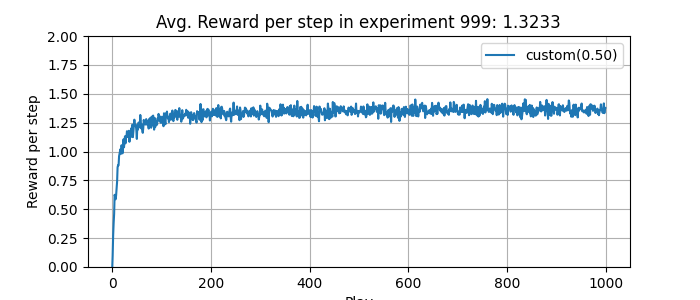 Avg. Reward per step in experiment 999: 1.3233
custom(0.50)
2.00
1.75
1.50
1.25
1.00
0.75
0.50
0.25
0.00
Reward per step
0 200 400 600 800 1000
Play